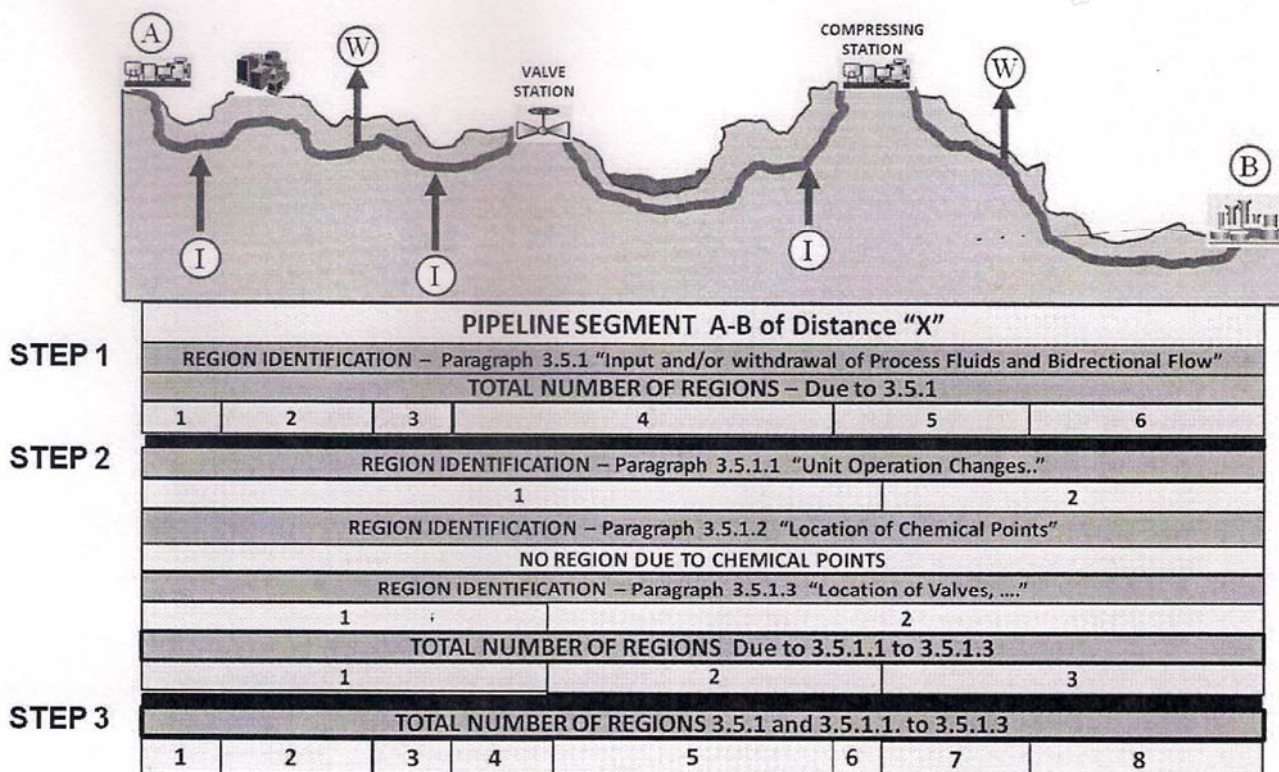 A
W
VALVE
STATION
COMPRESSING
STATION
W
B
I
I
I
PIPELINE SEGMENT A-B of Distance “X”
STEP 1
REGION IDENTIFICATION – Paragraph 3.5.1 “Input and/or withdrawal of Process Fluids and Bidrectional Flow”
TOTAL NUMBER OF REGIONS – Due to 3.5.1
1 2 3 4 5 6
STEP 2
REGION IDENTIFICATION – Paragraph 3.5.1.1 “Unit Operation Changes..”
1 2
REGION IDENTIFICATION – Paragraph 3.5.1.2 “Location of Chemical Points”
NO REGION DUE TO CHEMICAL POINTS
REGION IDENTIFICATION – Paragraph 3.5.1.3 “Location of Valves, ....”
1 2
TOTAL NUMBER OF REGIONS Due to 3.5.1.1 to 3.5.1.3
1 2 3
STEP 3
TOTAL NUMBER OF REGIONS 3.5.1 and 3.5.1.1. to 3.5.1.3
1 2 3 4 5 6 7 8